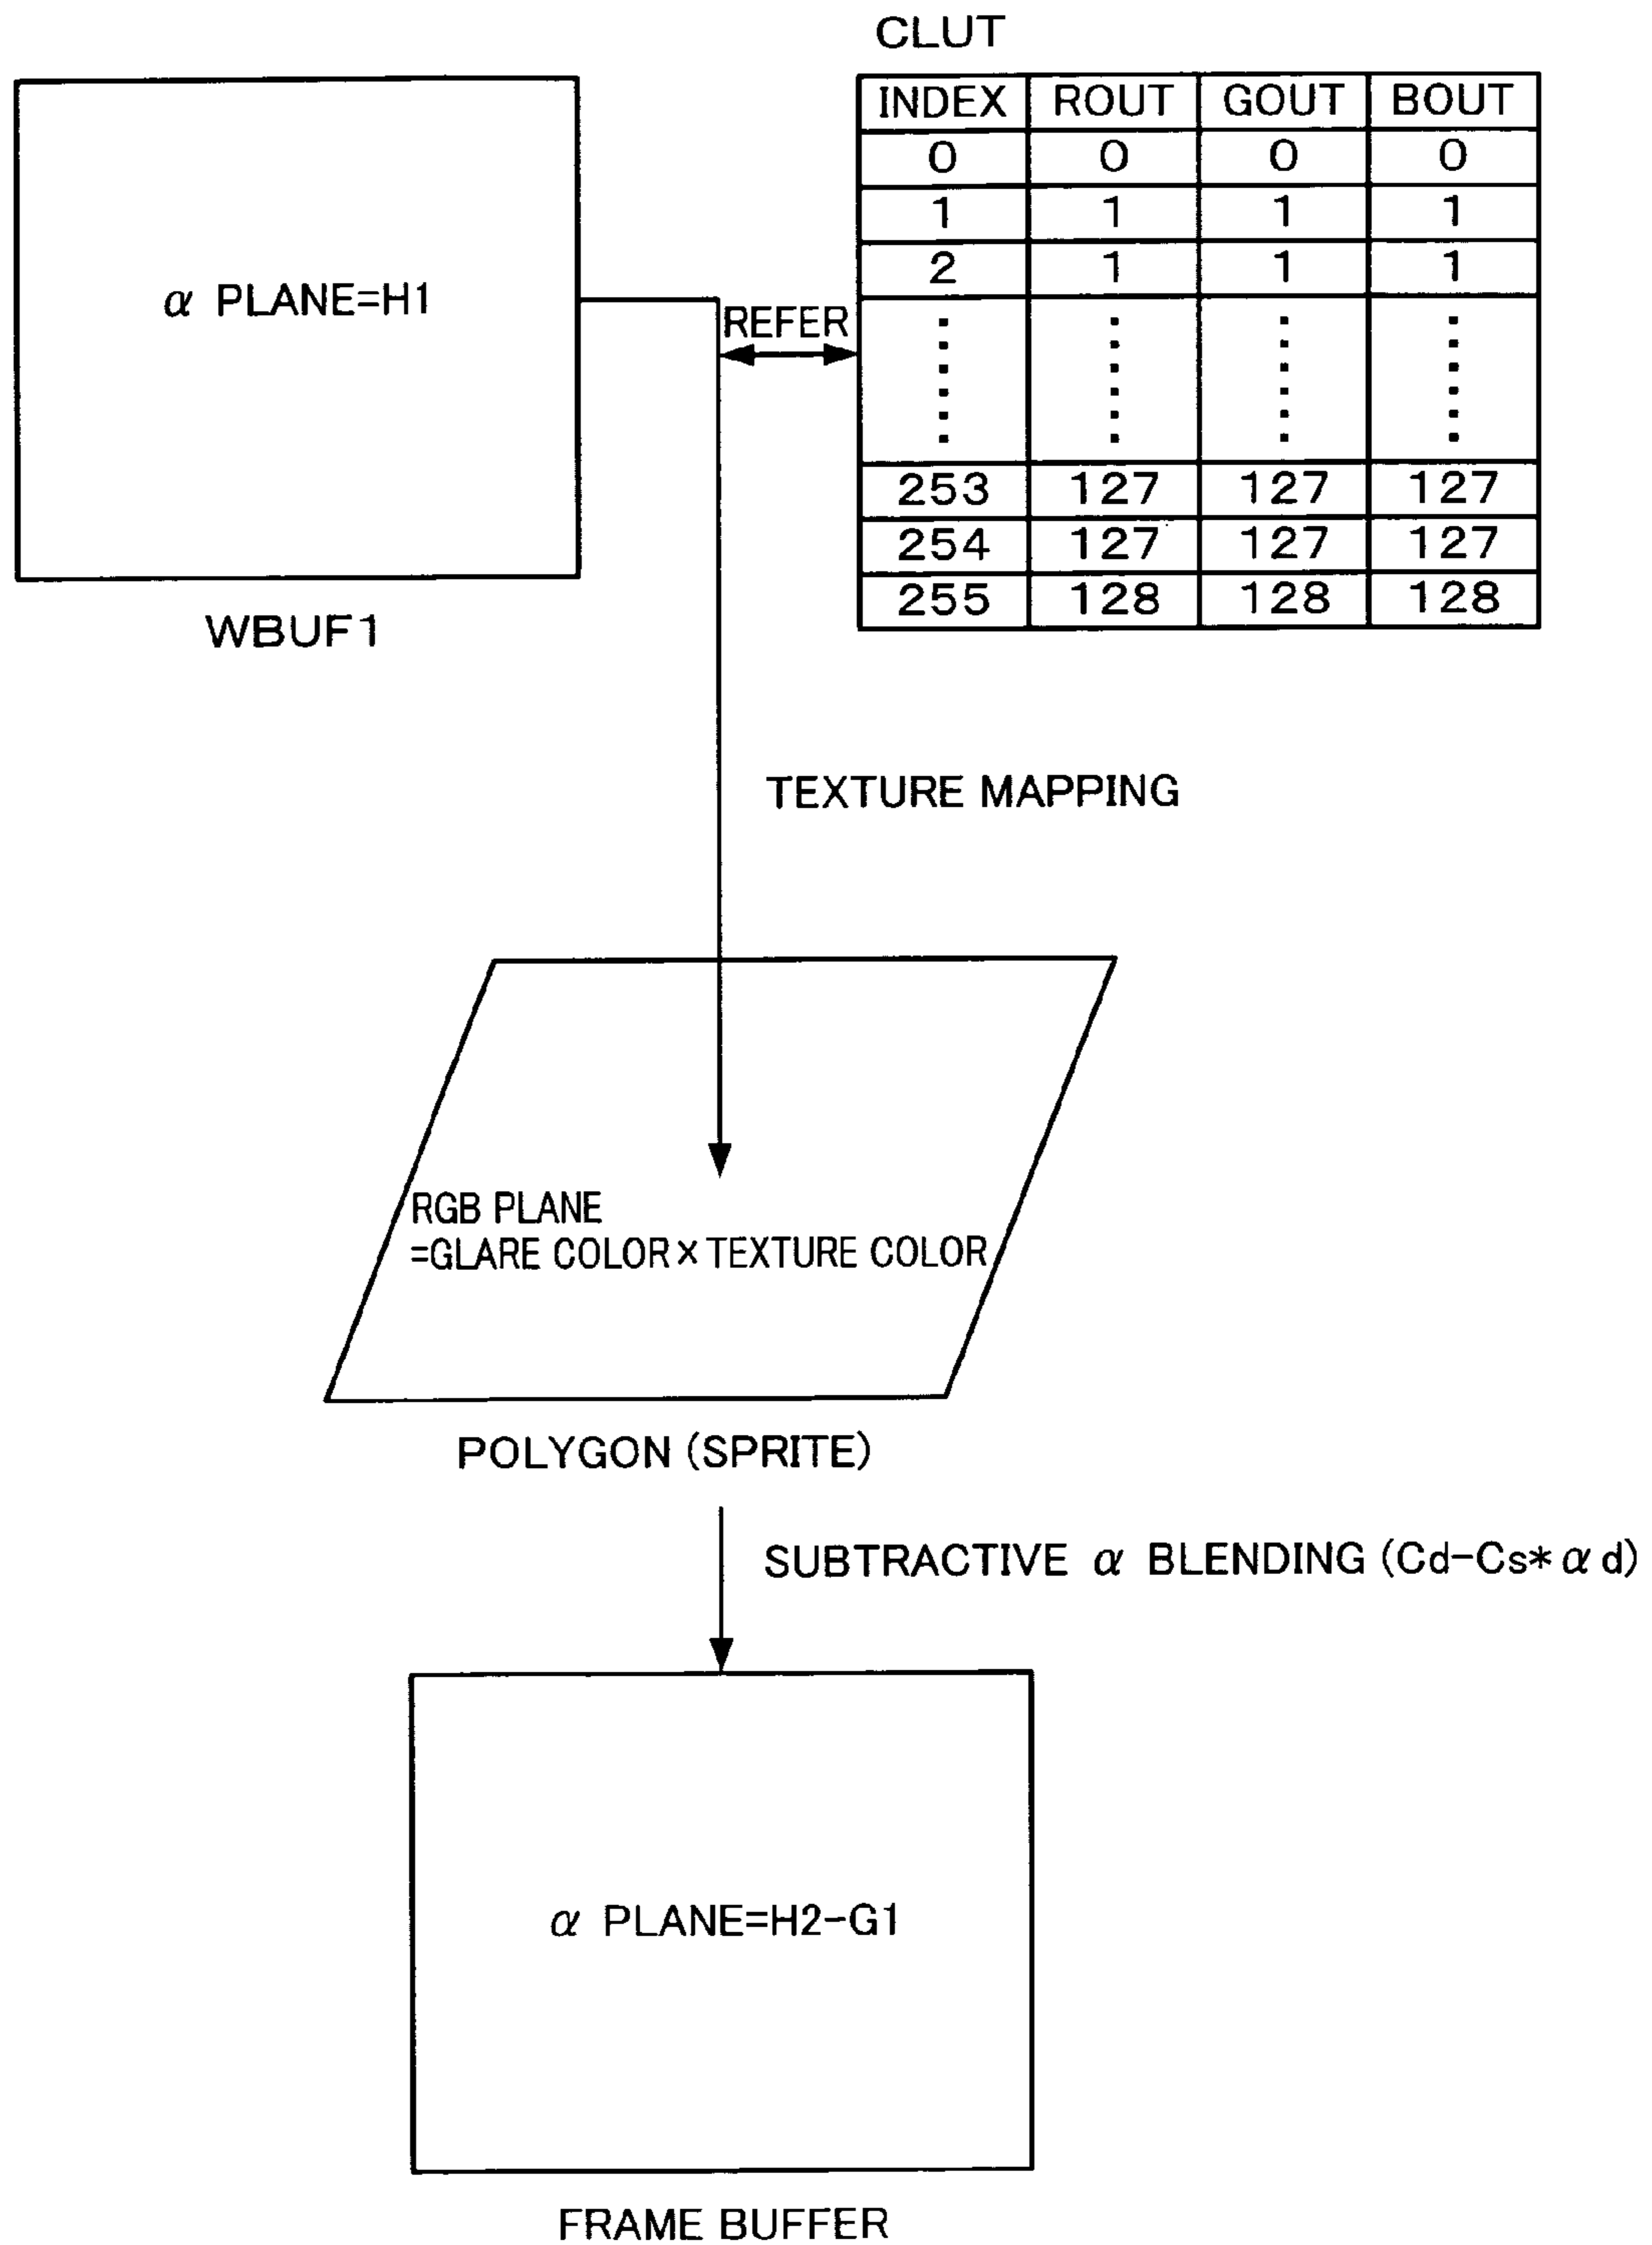 CLUT
INDEX ROUT GOUT BOUT
0 0 0 0
1 1 1 1
2 1 1 1
253 127 127 127
254 127 127 127
255 128 128 128
α PLANE=H1
WBUF1
REFER
TEXTURE MAPPING
RGB PLANE
=GLARE COLOR×TEXTURE COLOR
POLYGON (SPRITE)
SUBTRACTIVE α BLENDING (Cd-Cs*αd)
α PLANE=H2-G1
FRAME BUFFER